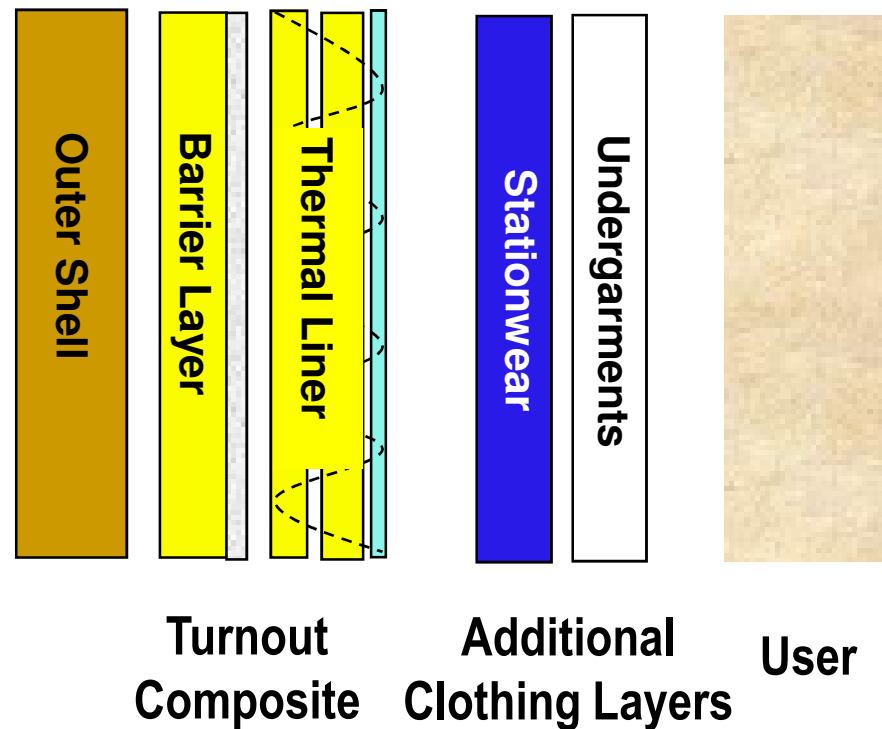 Outer Shell
Barrier Layer
Thermal Liner
Stationwear
Undergarments
Turnout
Composite
Additional
Clothing Layers
User